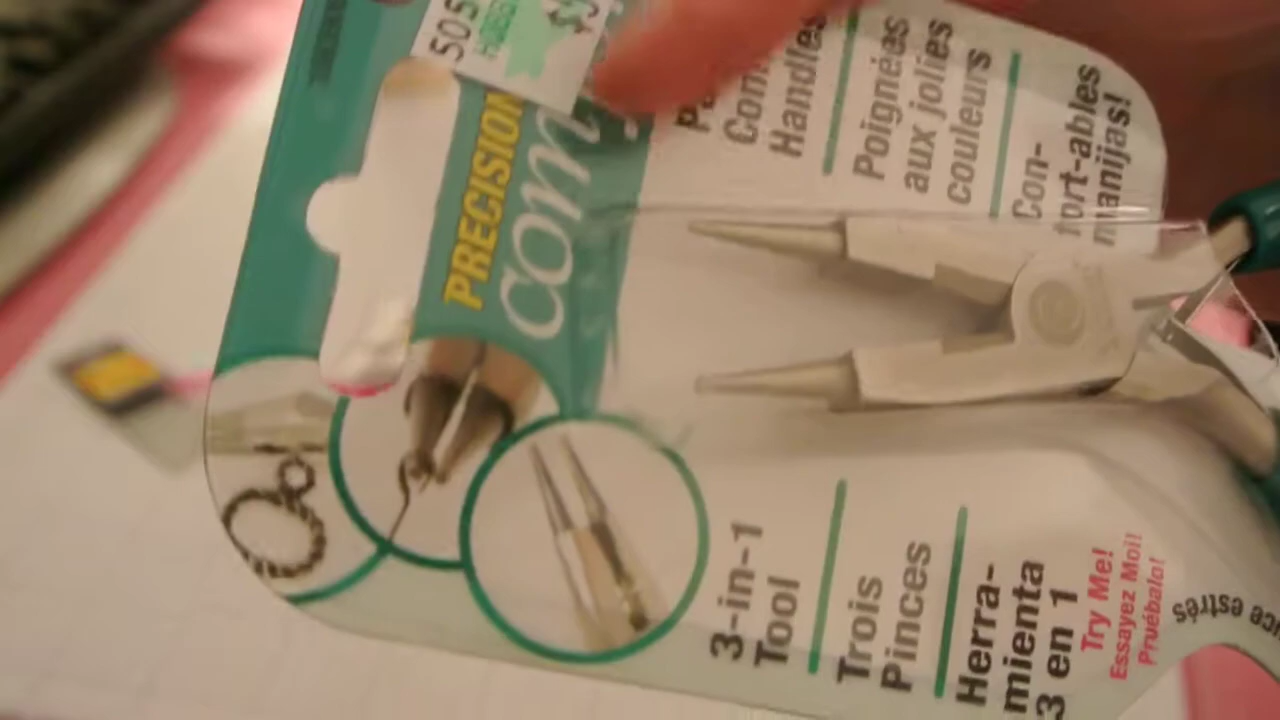 505
PRECISION
com
Handles
Poignées
aux jolies
couleurs
Con-
fort-ables
manijas!
3-in-1
Tool
Trois
Pinces
Herra-
mienta
3 en 1
Try Me!
Essayez Moi!
Pruébalo!